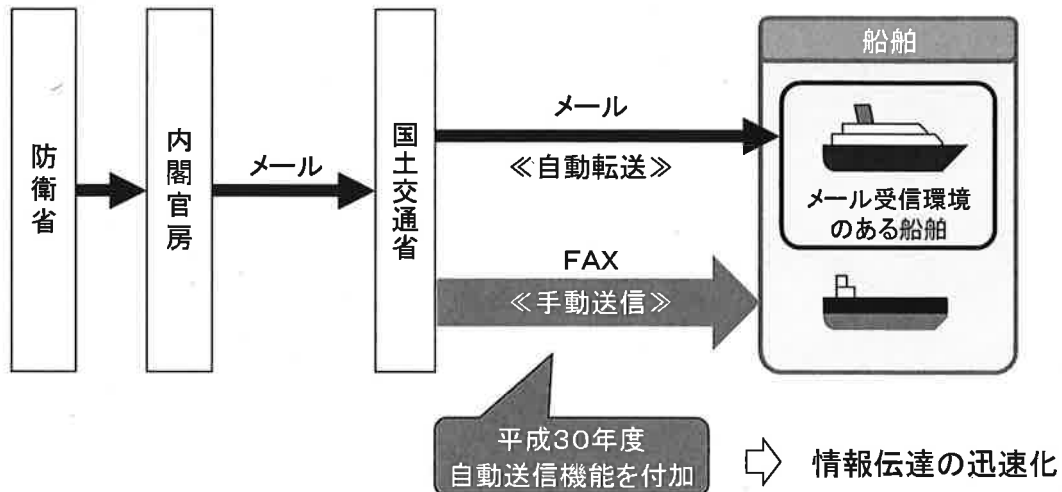 防衛省
内閣官房
メール
国土交通省
メール
≪自動転送≫
FAX
≪手動送信≫
船舶
メール受信環境
のある船舶
平成30年度
自動送信機能を付加
情報伝達の迅速化